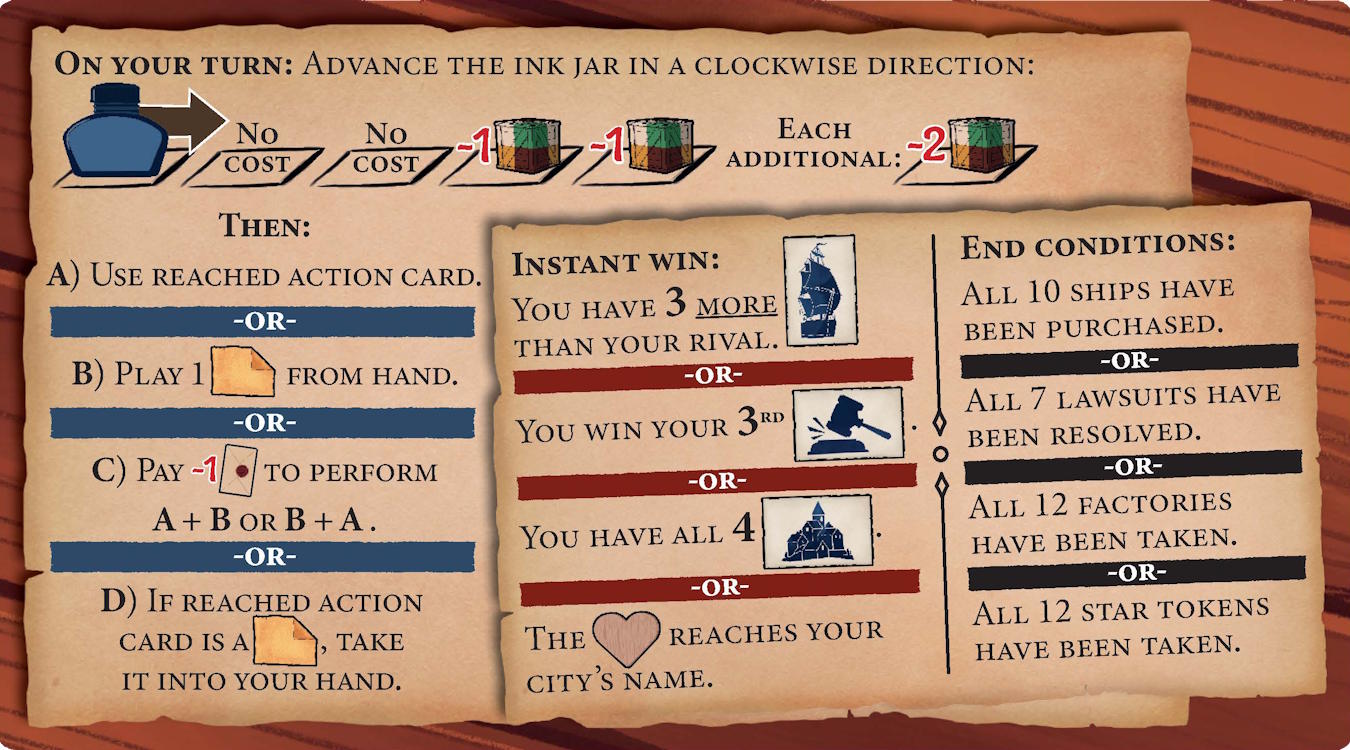 On your turn: Advance the ink jar in a clockwise direction:
No cost
No cost
-1
-1
Each additional: -2
Then:
A) Use reached action card.
-OR-
B) Play 1 from hand.
-OR-
C) Pay -1 to perform
A + B or B + A.
-OR-
D) If reached action
card is a , take
it into your hand.
Instant win:
You have 3 more
than your rival.
-OR-
You win your 3rd .
-OR-
You have all 4 .
-OR-
The reaches your
city's name.
End conditions:
All 10 ships have
been purchased.
-OR-
All 7 lawsuits have
been resolved.
-OR-
All 12 factories
have been taken.
-OR-
All 12 star tokens
have been taken.